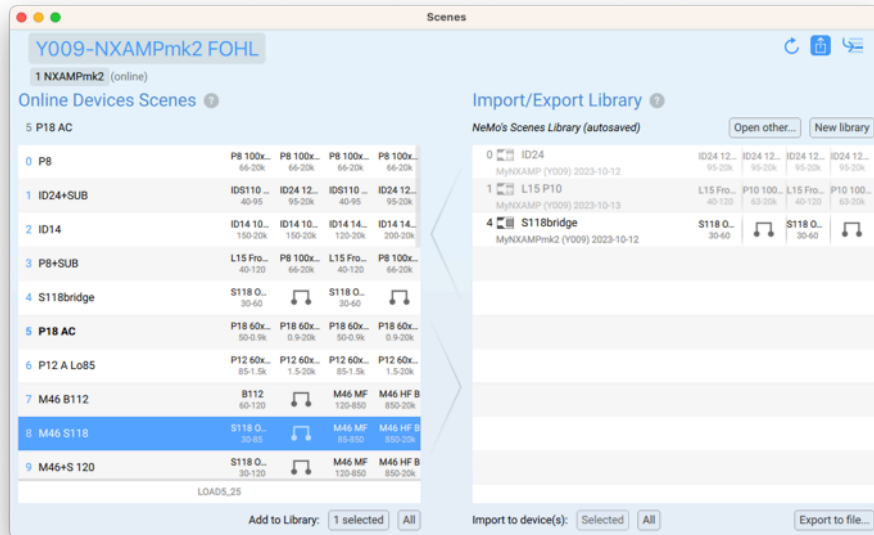 Scenes
Y009-NXAMPmk2 FOHL
1 NXAMPmk2 (online)
Online Devices Scenes ?
5 P18 AC
0 P8 P8 100x... P8 100x... P8 100x... P8 100x...
66-20k 66-20k 66-20k 66-20k
1 ID24+SUB IDS110 ... ID24 12... IDS110 ... ID24 12...
40-95 95-20k 40-95 95-20k
2 ID14 ID14 10... ID14 10... ID14 14... ID14 14...
150-20k 150-20k 120-20k 200-20k
3 P8+SUB L15 Fro... P8 100x... L15 Fro... P8 100x...
40-120 66-20k 40-120 66-20k
4 S118bridge S118 O... S118 O...
30-60 30-60
5 P18 AC P18 60x... P18 60x... P18 60x... P18 60x...
50-0.9k 0.9-20k 50-0.9k 0.9-20k
6 P12 A Lo85 P12 60x... P12 60x... P12 60x... P12 60x...
85-1.5k 1.5-20k 85-1.5k 1.5-20k
7 M46 B112 B112 M46 MF M46 HF B
60-120 120-850 850-20k
8 M46 S118 S118 O... M46 MF M46 HF B
30-85 85-850 850-20k
9 M46+S 120 S118 O... M46 MF M46 HF B
30-120 120-850 850-20k
LOAD5_25
Add to Library: 1 selected All
Import/Export Library ?
NeMo's Scenes Library (autosaved) Open other... New library
0 ID24 ID24 12... ID24 12... ID24 12... ID24 12...
MyNXAMP (Y009) 2023-10-12 95-20k 95-20k 95-20k 95-20k
1 L15 P10 L15 Fro... P10 100... L15 Fro... P10 100...
MyNXAMP (Y009) 2023-10-13 40-120 63-20k 40-120 63-20k
4 S118bridge S118 O... S118 O...
MyNXAMPmk2 (Y009) 2023-10-12 30-60 30-60
Import to device(s): Selected All Export to file...